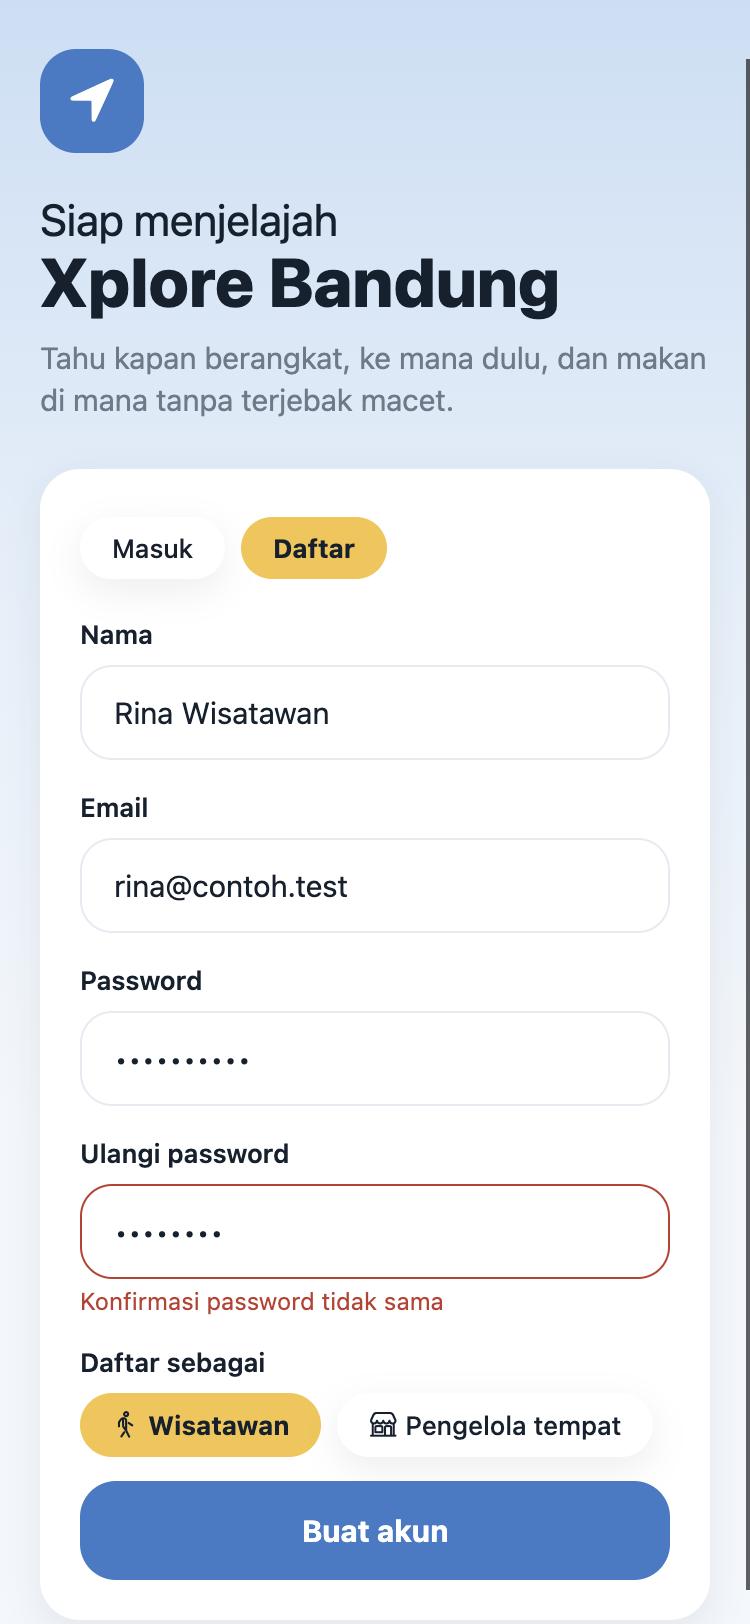 Siap menjelajah
Xplore Bandung
Tahu kapan berangkat, ke mana dulu, dan makan
di mana tanpa terjebak macet.
Masuk Daftar
Nama
Rina Wisatawan
Email
rina@contoh.test
Password
••••••••••
Ulangi password
••••••••
Konfirmasi password tidak sama
Daftar sebagai
Wisatawan Pengelola tempat
Buat akun